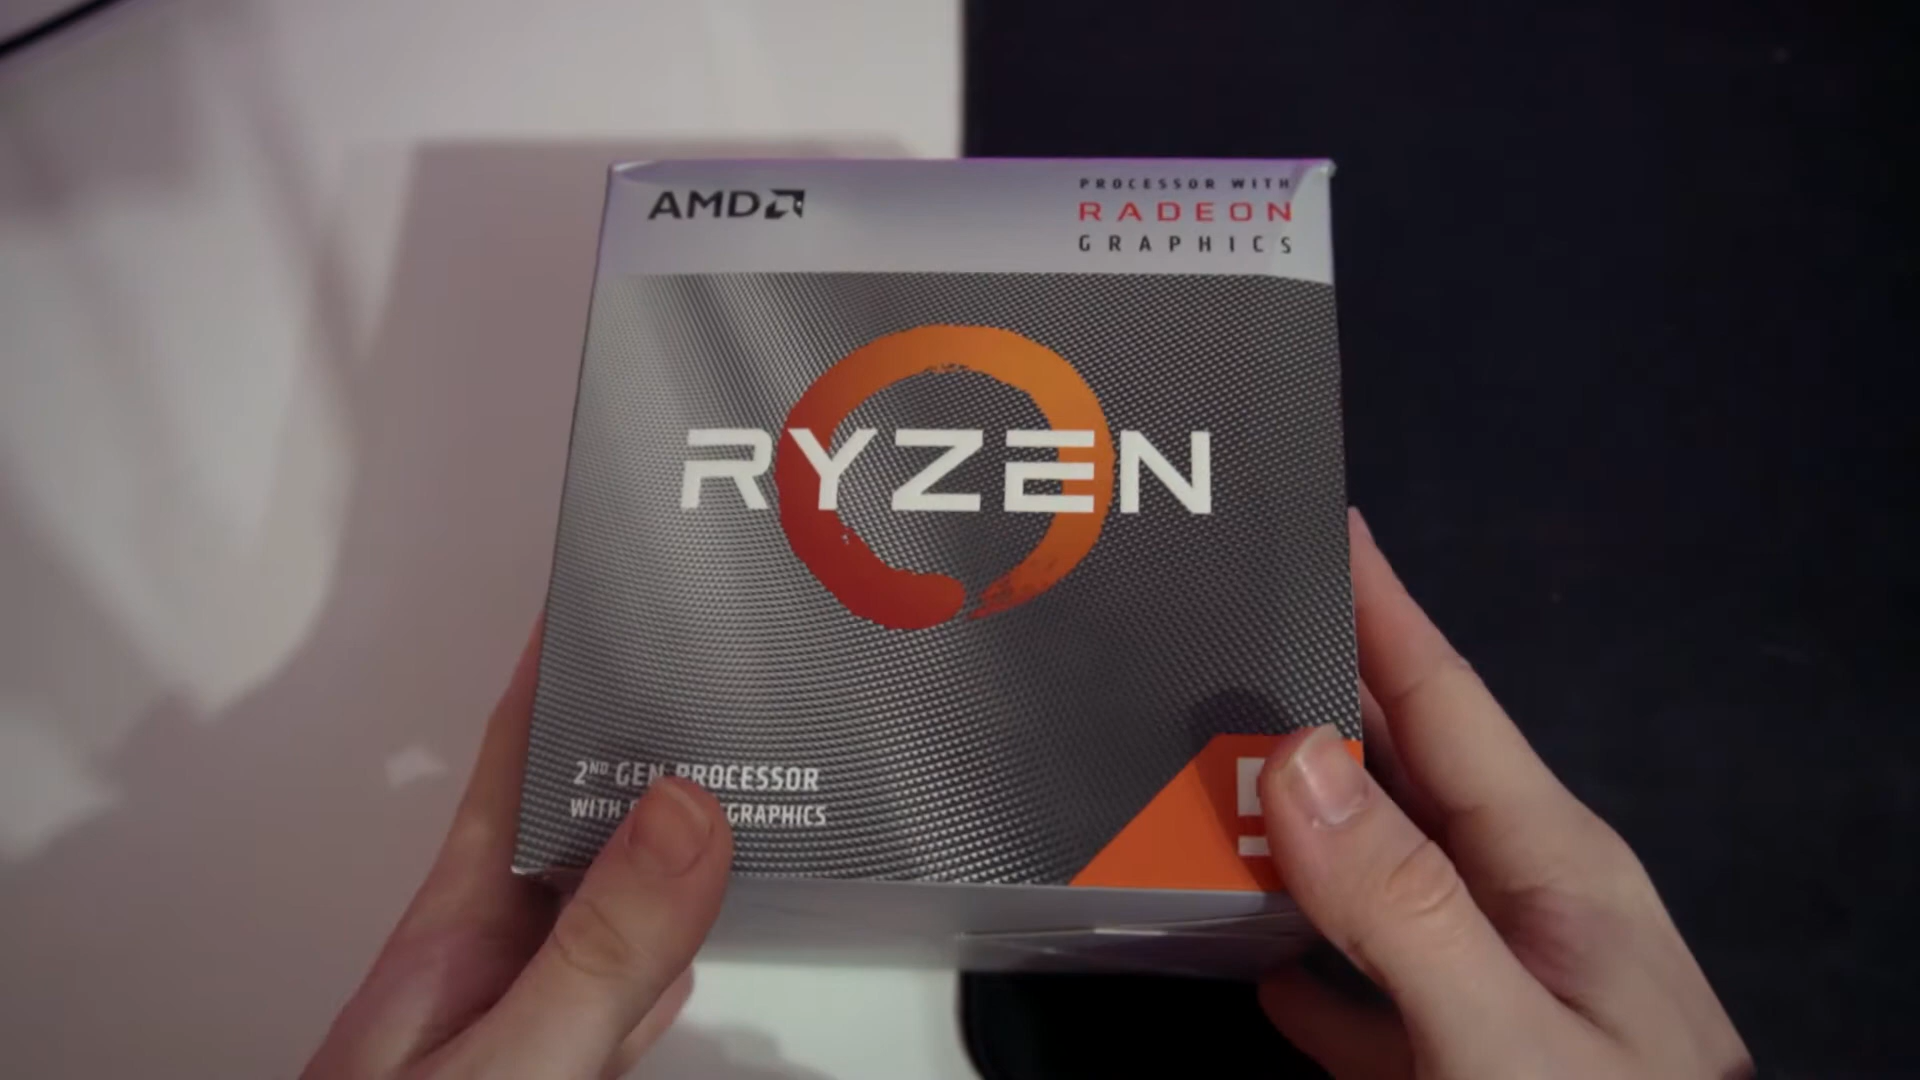 AMD
PROCESSOR WITH
RADEON
GRAPHICS
RYZEN
2ND GEN PROCESSOR
WITH GRAPHICS